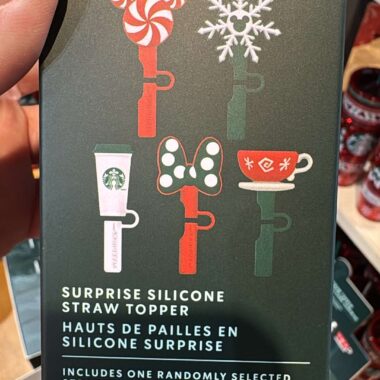 SURPRISE SILICONE
STRAW TOPPER
HAUTS DE PAILLES EN
SILICONE SURPRISE
INCLUDES ONE RANDOMLY SELECTED